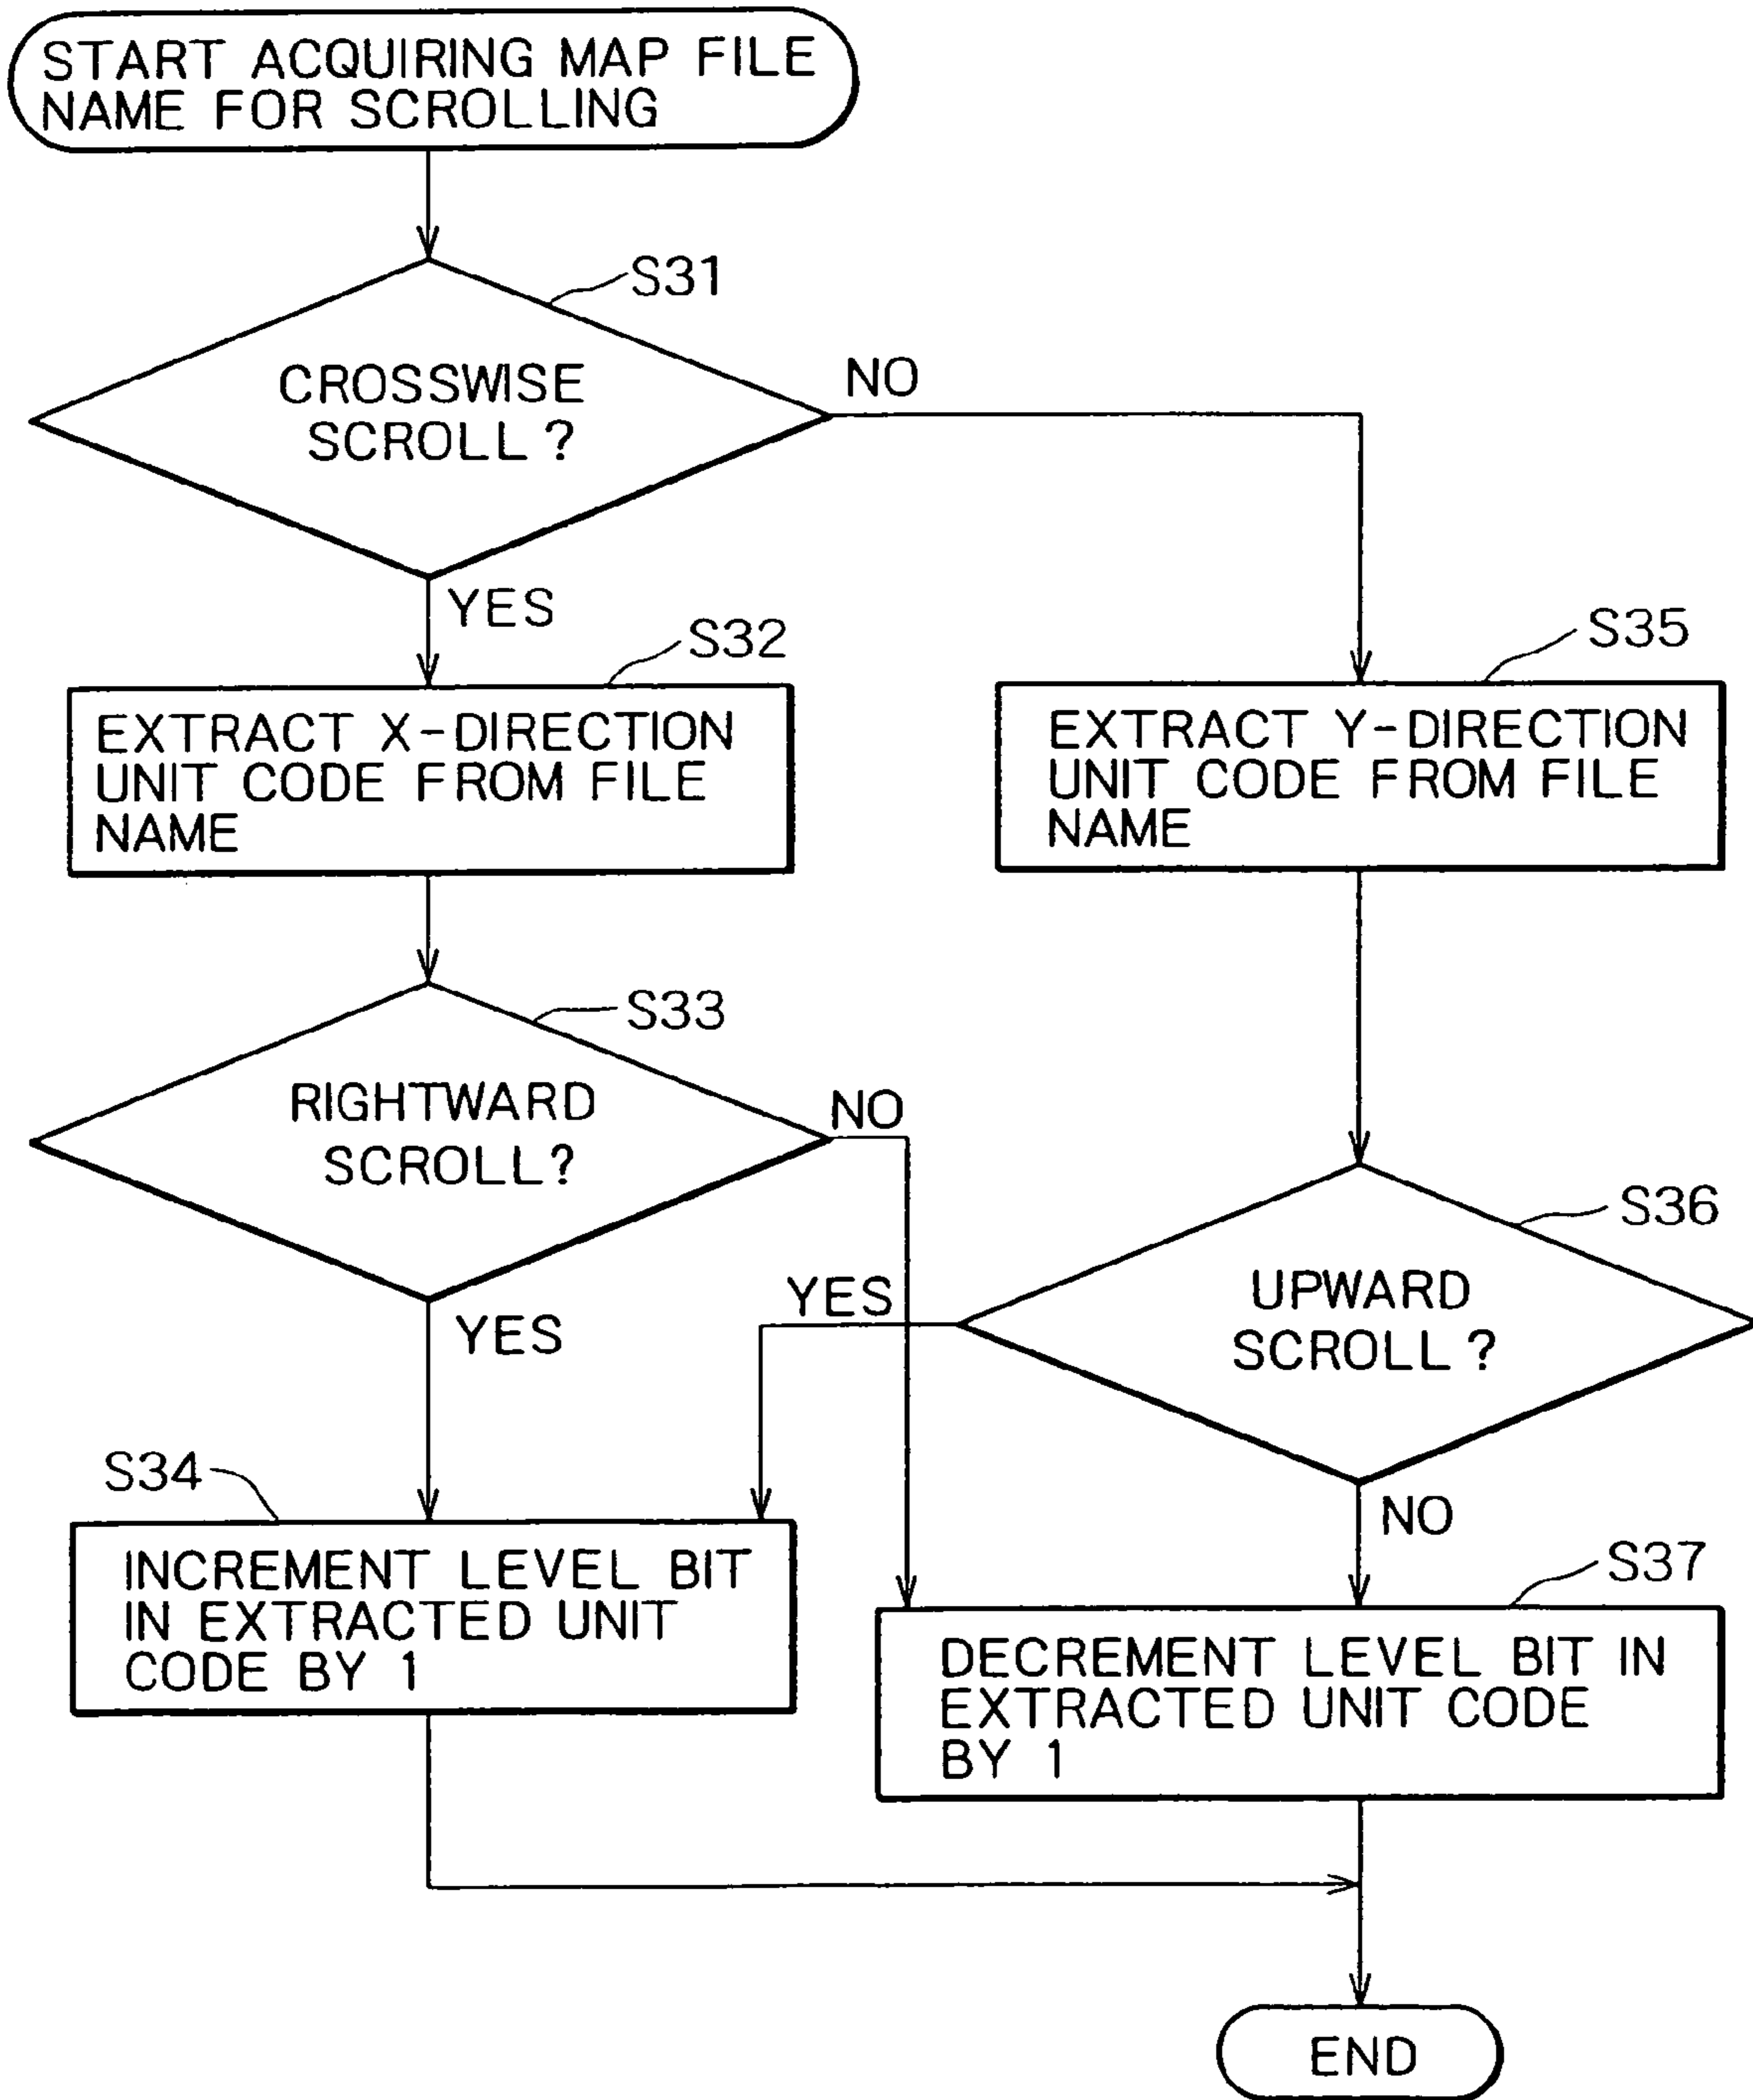 START ACQUIRING MAP FILE
NAME FOR SCROLLING
S31
CROSSWISE
SCROLL?
NO
YES
S32
EXTRACT X-DIRECTION
UNIT CODE FROM FILE
NAME
S35
EXTRACT Y-DIRECTION
UNIT CODE FROM FILE
NAME
S33
RIGHTWARD
SCROLL?
NO
YES
S36
UPWARD
SCROLL?
YES
NO
S34
INCREMENT LEVEL BIT
IN EXTRACTED UNIT
CODE BY 1
S37
DECREMENT LEVEL BIT IN
EXTRACTED UNIT CODE
BY 1
END